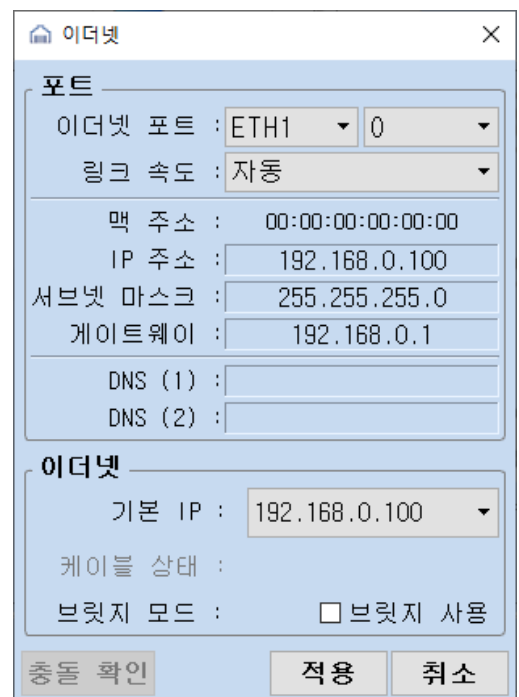 이더넷
포트
이더넷 포트 : ETH1 0
링크 속도 : 자동
맥 주소 : 00:00:00:00:00:00
IP 주소 : 192.168.0.100
서브넷 마스크 : 255.255.255.0
게이트웨이 : 192.168.0.1
DNS (1) :
DNS (2) :
이더넷
기본 IP : 192.168.0.100
케이블 상태 :
브릿지 모드 : 브릿지 사용
충돌 확인 적용 취소